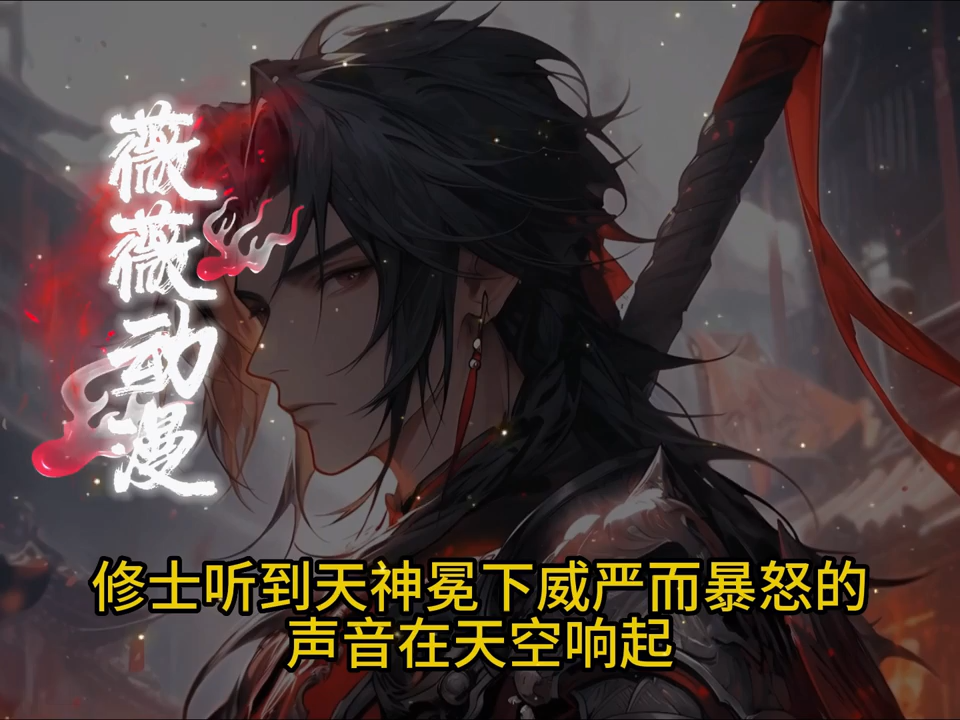 薇薇动漫
修士听到天神冕下威严而暴怒的
声音在天空响起